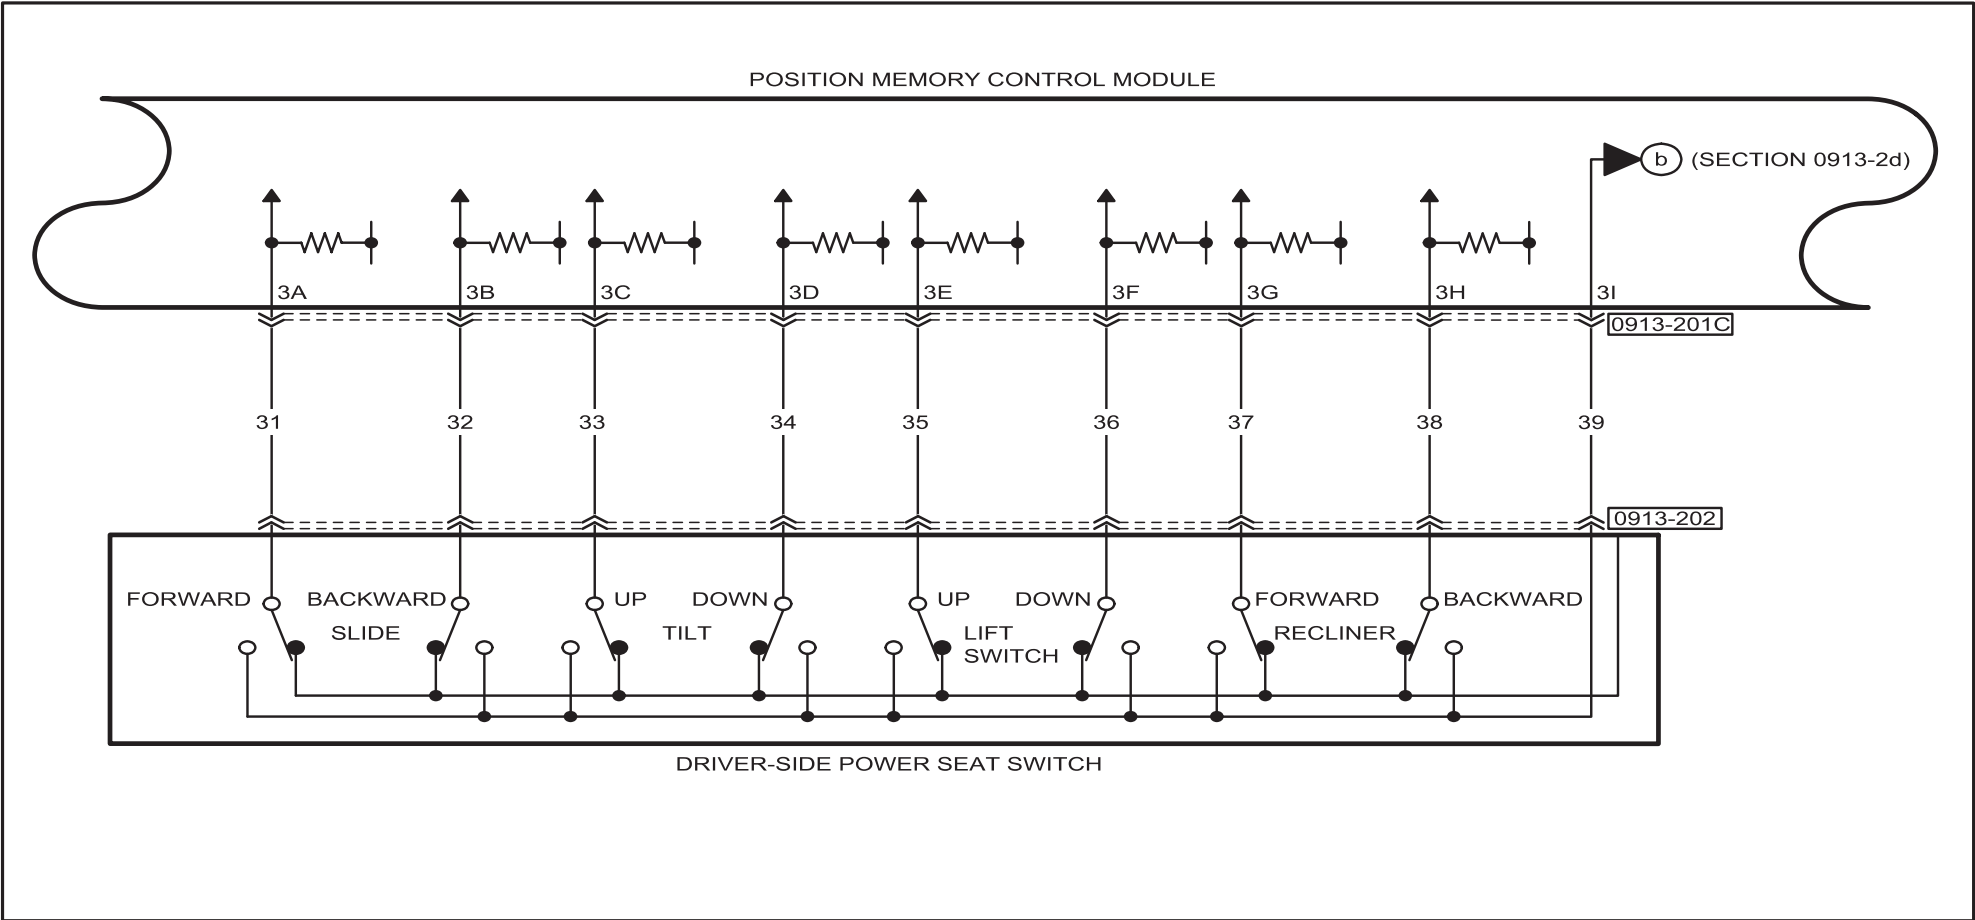 POSITION MEMORY CONTROL MODULE
b (SECTION 0913-2d)
3A 3B 3C 3D 3E 3F 3G 3H 3I
0913-201C
31 32 33 34 35 36 37 38 39
0913-202
FORWARD BACKWARD UP DOWN UP DOWN FORWARD BACKWARD
SLIDE TILT LIFT RECLINER
SWITCH
DRIVER-SIDE POWER SEAT SWITCH